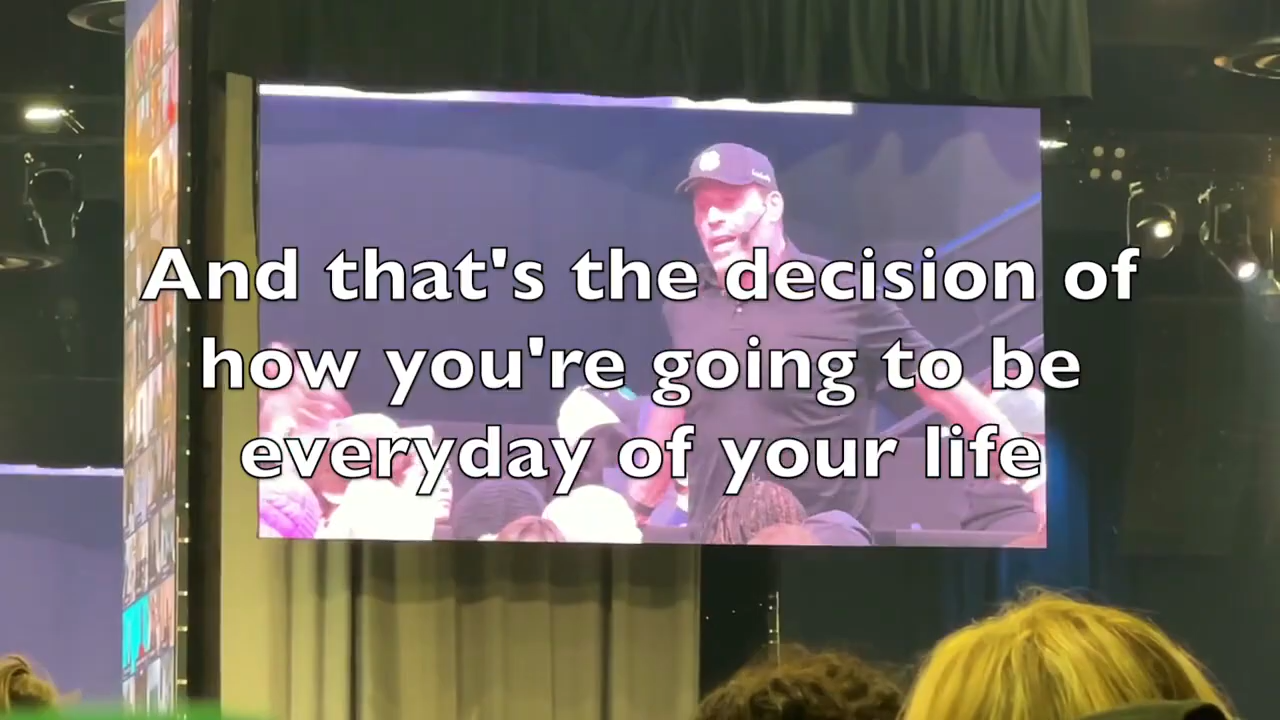 And that's the decision of
how you're going to be
everyday of your life